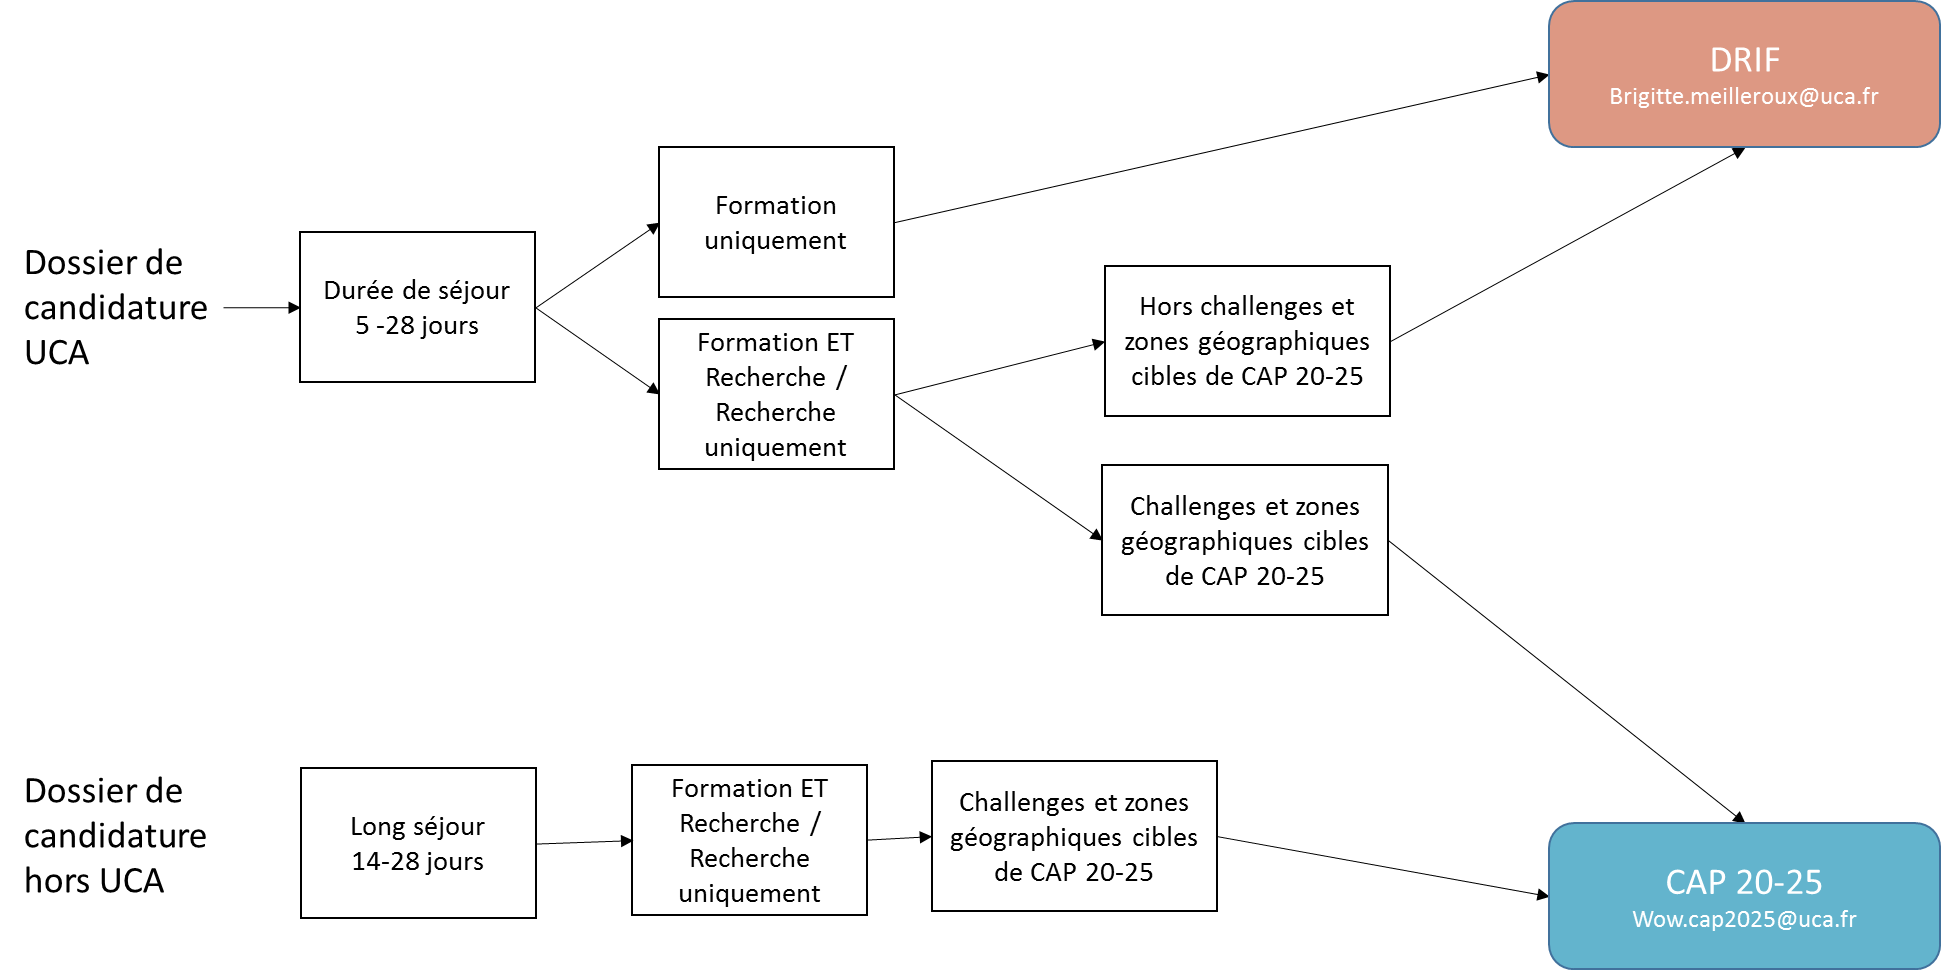 DRIF
Brigitte.meilleroux@uca.fr
Dossier de
candidature
UCA
Durée de séjour
5 -28 jours
Formation
uniquement
Formation ET
Recherche /
Recherche
uniquement
Hors challenges et
zones géographiques
cibles de CAP 20-25
Challenges et zones
géographiques cibles
de CAP 20-25
Dossier de
candidature
hors UCA
Long séjour
14-28 jours
Formation ET
Recherche /
Recherche
uniquement
Challenges et zones
géographiques cibles
de CAP 20-25
CAP 20-25
Wow.cap2025@uca.fr